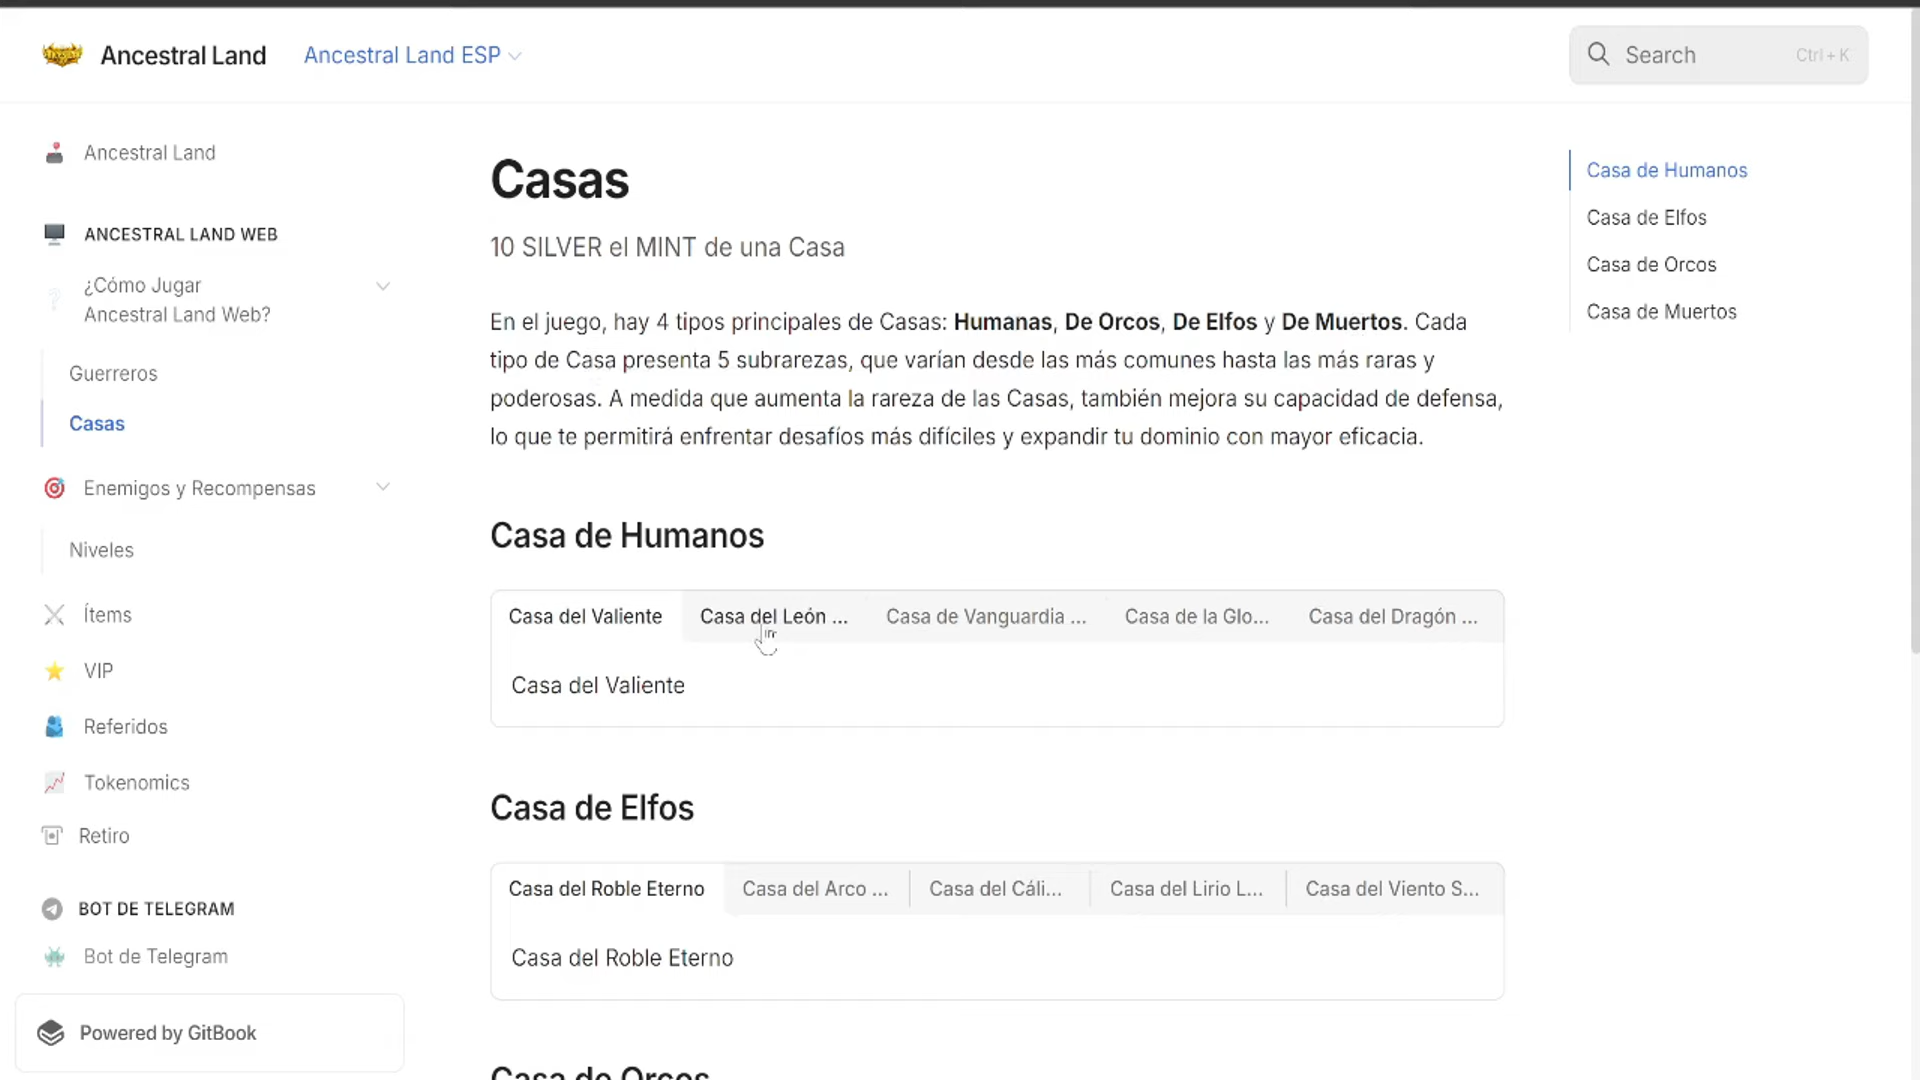 Ancestral Land
Ancestral Land ESP
Search
Ctrl + K
Ancestral Land
ANCESTRAL LAND WEB
¿Cómo Jugar
Ancestral Land Web?
Guerreros
Casas
Enemigos y Recompensas
Niveles
Ítems
VIP
Referidos
Tokenomics
Retiro
BOT DE TELEGRAM
Bot de Telegram
Powered by GitBook
Casas
10 SILVER el MINT de una Casa
En el juego, hay 4 tipos principales de Casas: Humanas, De Orcos, De Elfos y De Muertos. Cada
tipo de Casa presenta 5 subrarezas, que varían desde las más comunes hasta las más raras y
poderosas. A medida que aumenta la rareza de las Casas, también mejora su capacidad de defensa,
lo que te permitirá enfrentar desafíos más difíciles y expandir tu dominio con mayor eficacia.
Casa de Humanos
Casa del Valiente
Casa del León ...
Casa de Vanguardia ...
Casa de la Glo...
Casa del Dragón ...
Casa del Valiente
Casa de Elfos
Casa del Roble Eterno
Casa del Arco ...
Casa del Cáli...
Casa del Lirio L...
Casa del Viento S...
Casa del Roble Eterno
Casa de Orcos
Casa de Humanos
Casa de Elfos
Casa de Orcos
Casa de Muertos